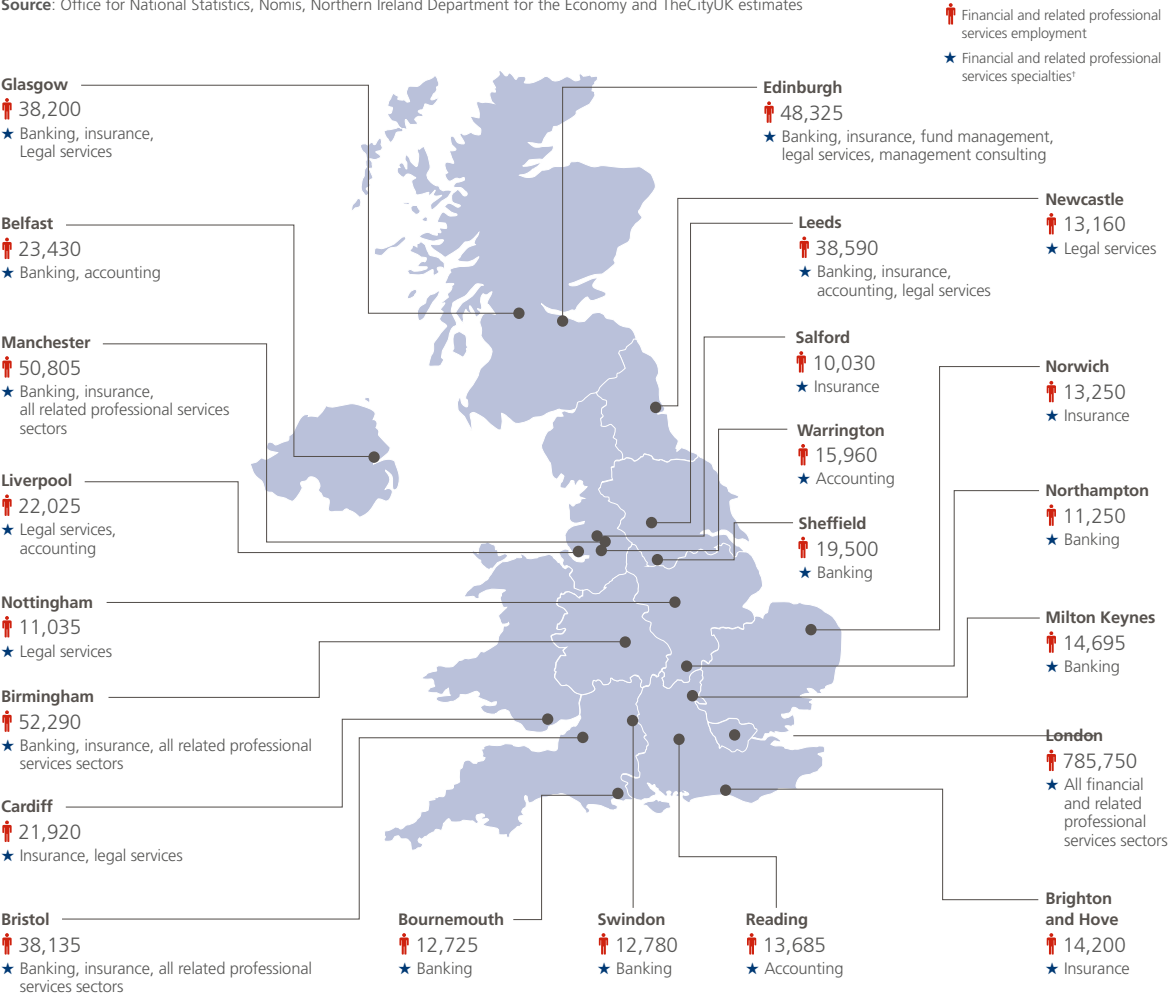 Source: Office for National Statistics, Nomis, Northern Ireland Department for the Economy and TheCityUK estimates
Financial and related professional
services employment
Financial and related professional
services specialties†
Glasgow
38,200
Banking, insurance,
Legal services
Edinburgh
48,325
Banking, insurance, fund management,
legal services, management consulting
Newcastle
13,160
Legal services
Belfast
23,430
Banking, accounting
Leeds
38,590
Banking, insurance,
accounting, legal services
Manchester
50,805
Banking, insurance,
all related professional services
sectors
Salford
10,030
Insurance
Norwich
13,250
Insurance
Warrington
15,960
Accounting
Liverpool
22,025
Legal services,
accounting
Northampton
11,250
Banking
Sheffield
19,500
Banking
Nottingham
11,035
Legal services
Milton Keynes
14,695
Banking
Birmingham
52,290
Banking, insurance, all related professional
services sectors
London
785,750
All financial
and related
professional
services sectors
Cardiff
21,920
Insurance, legal services
Bristol
38,135
Banking, insurance, all related professional
services sectors
Bournemouth
12,725
Banking
Swindon
12,780
Banking
Reading
13,685
Accounting
Brighton
and Hove
14,200
Insurance